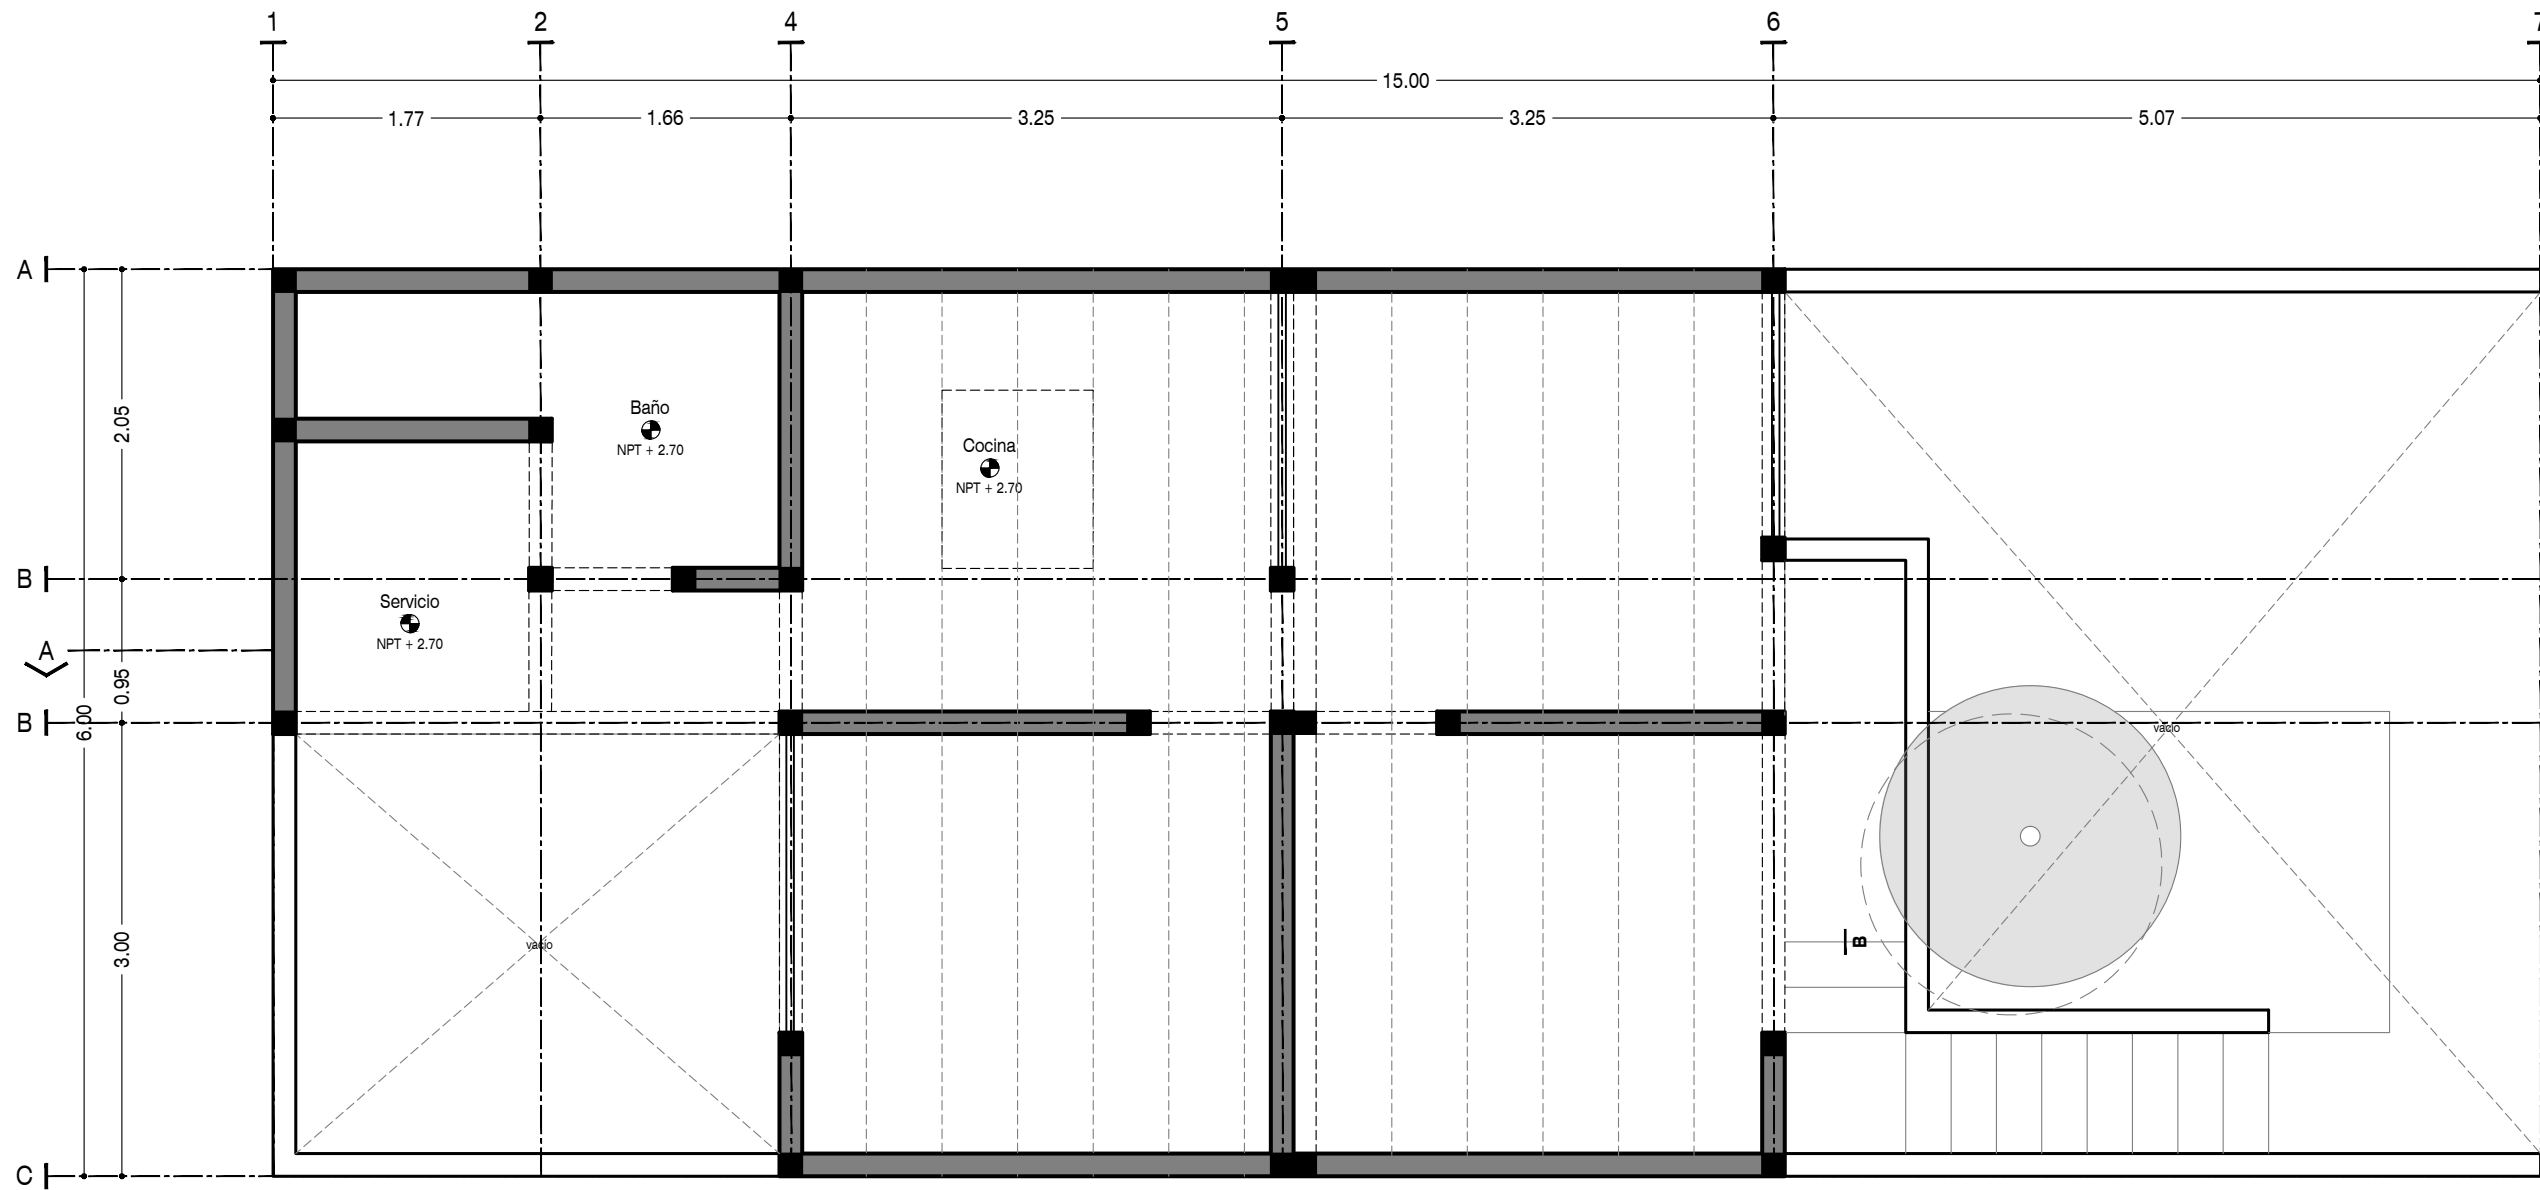 1 2 4 5 6 7
15.00
1.77 1.66 3.25 3.25 5.07
A
2.05
Baño
NPT + 2.70
Cocina
NPT + 2.70
B
Servicio
NPT + 2.70
A
0.95
6.00
B
vacío
3.00
vacío
B
C